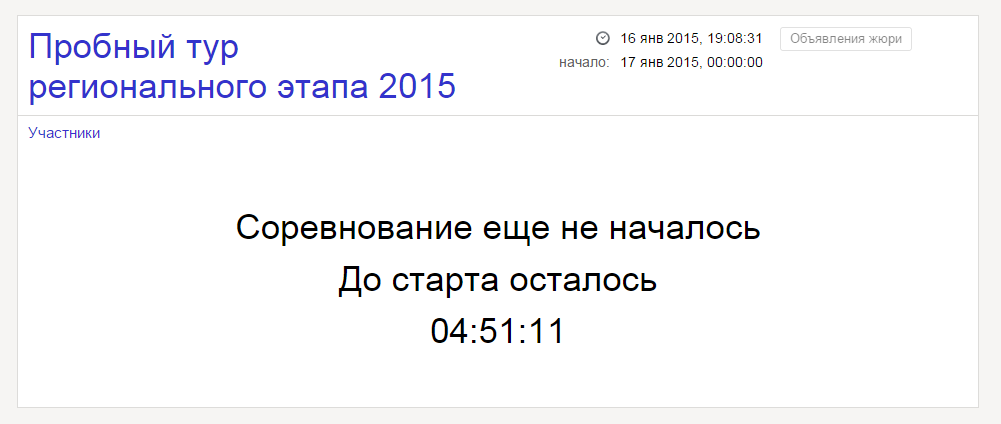 Пробный тур
регионального этапа 2015
16 янв 2015, 19:08:31
Объявления жюри
начало: 17 янв 2015, 00:00:00
Участники
Соревнование еще не началось
До старта осталось
04:51:11